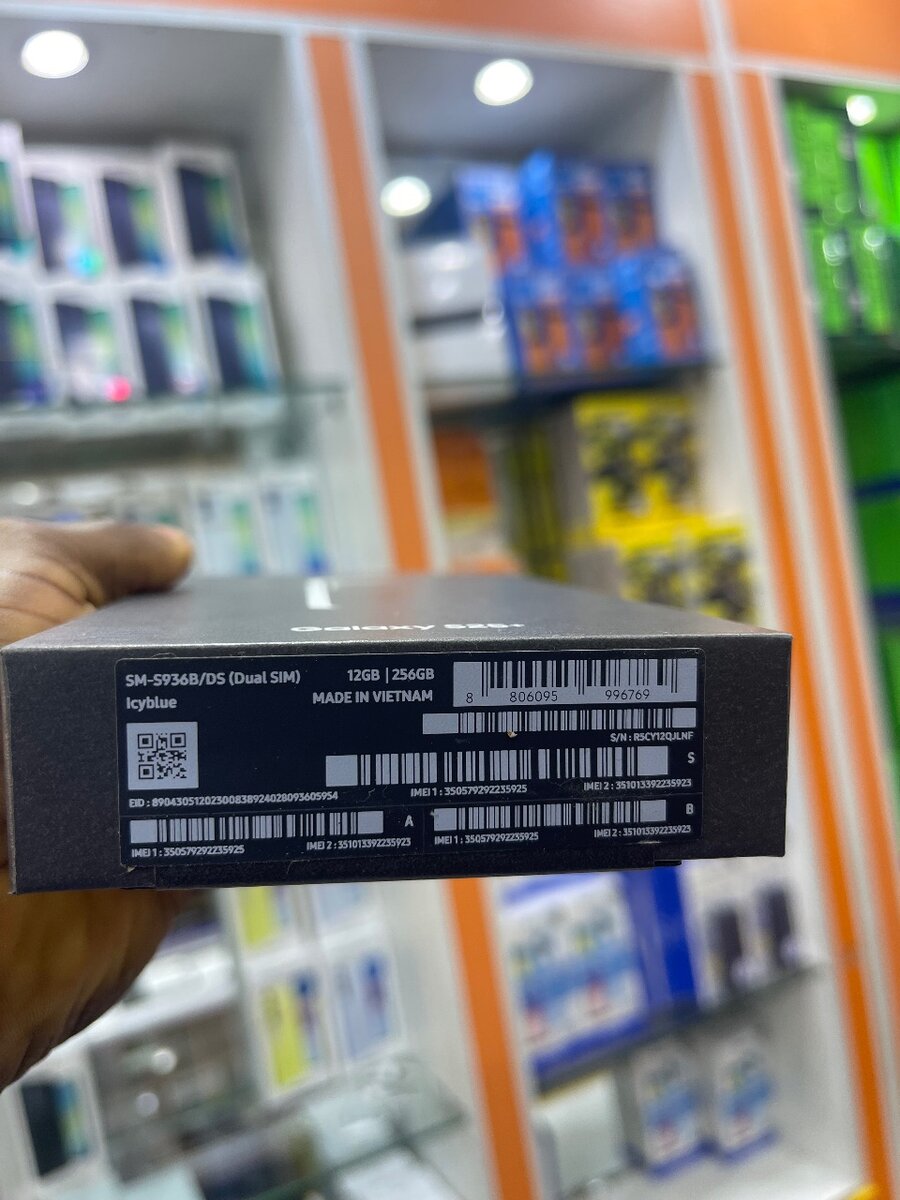 Galaxy S25+
SM-S936B/DS (Dual SIM)
Icyblue
12GB | 256GB
MADE IN VIETNAM
8 806095 996769
S/N : R5CY12QJLNF
S
IMEI 1 : 350579292235925
IMEI 2 : 351013392235923
EID : 89043051202300838924028093605954
A
IMEI 1 : 350579292235925
IMEI 2 : 351013392235923
B
IMEI 1 : 350579292235925
IMEI 2 : 351013392235923